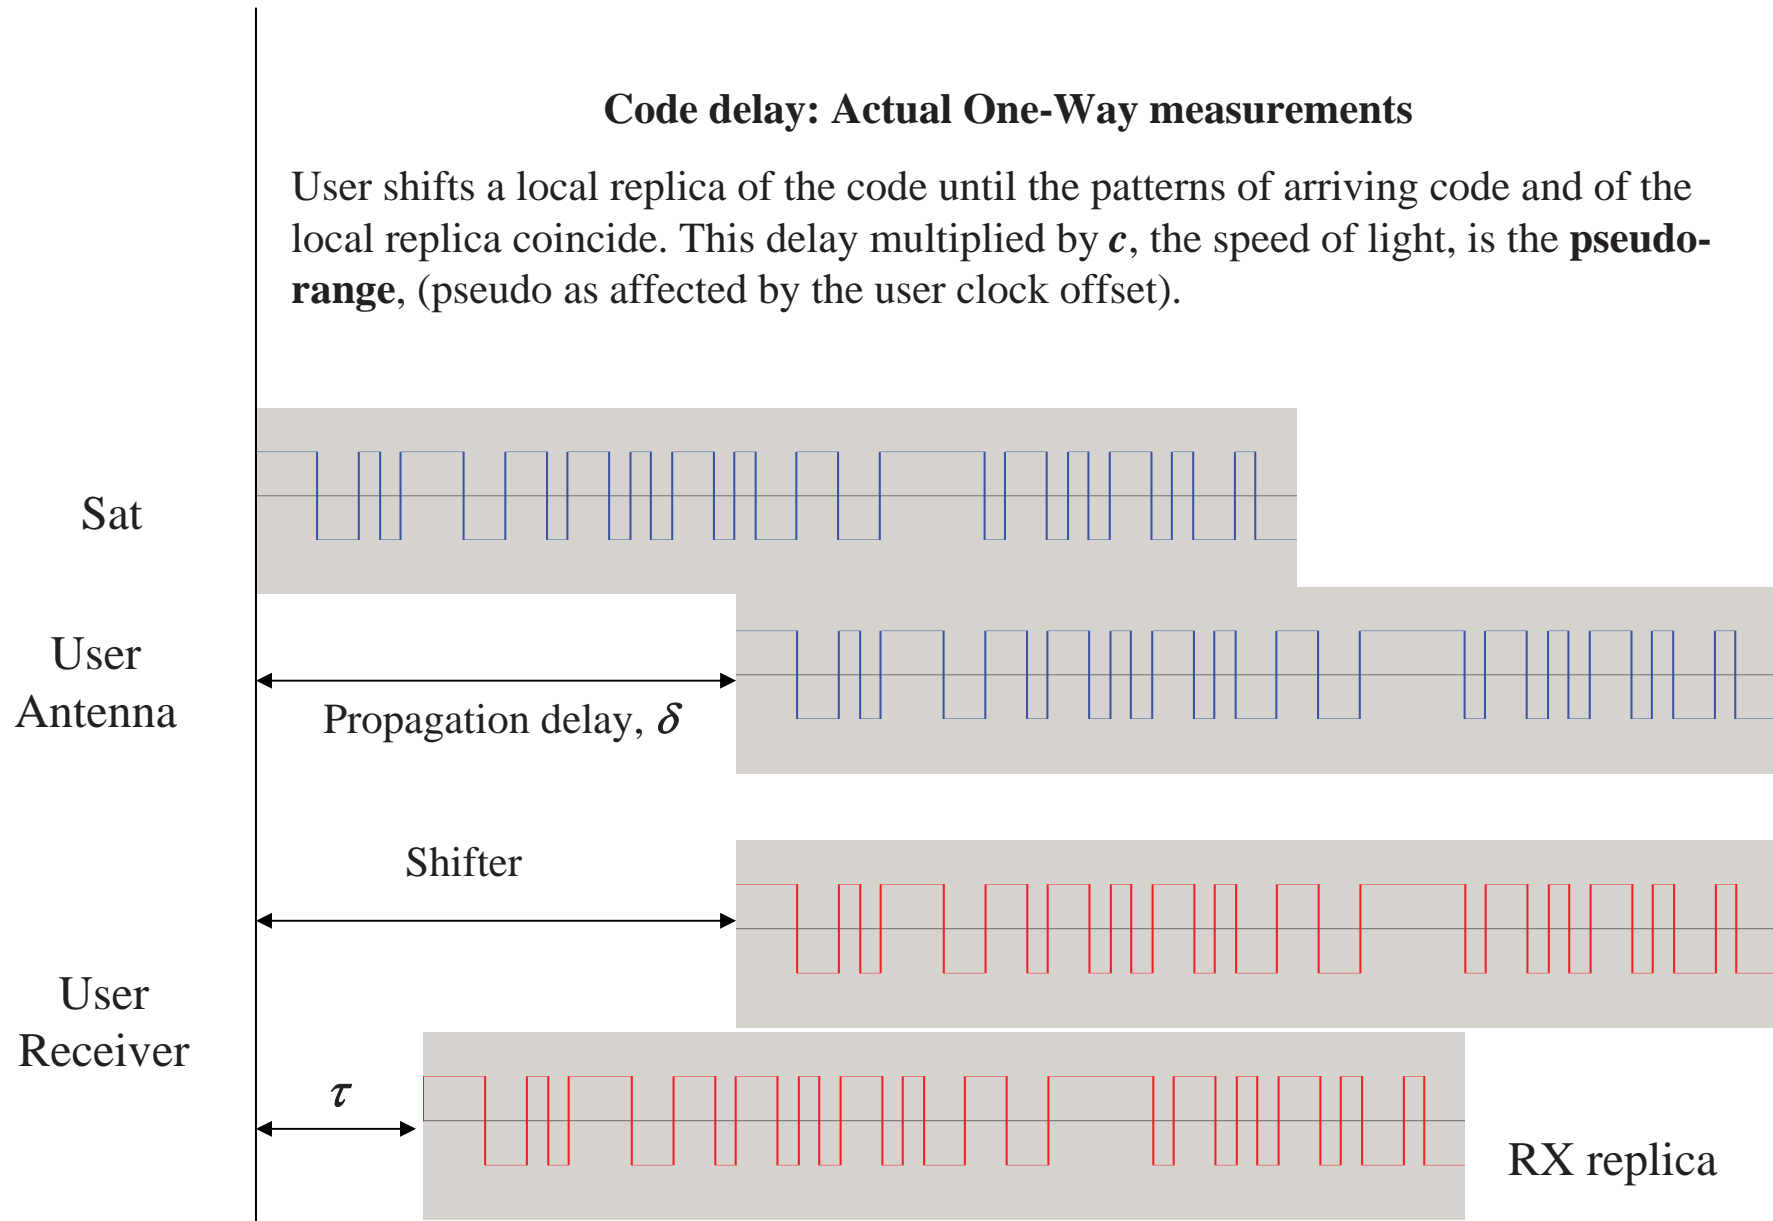 Code delay: Actual One-Way measurements
User shifts a local replica of the code until the patterns of arriving code and of the
local replica coincide. This delay multiplied by c, the speed of light, is the pseudo-
range, (pseudo as affected by the user clock offset).
Sat
User
Antenna
Propagation delay, δ
Shifter
User
Receiver
τ
RX replica